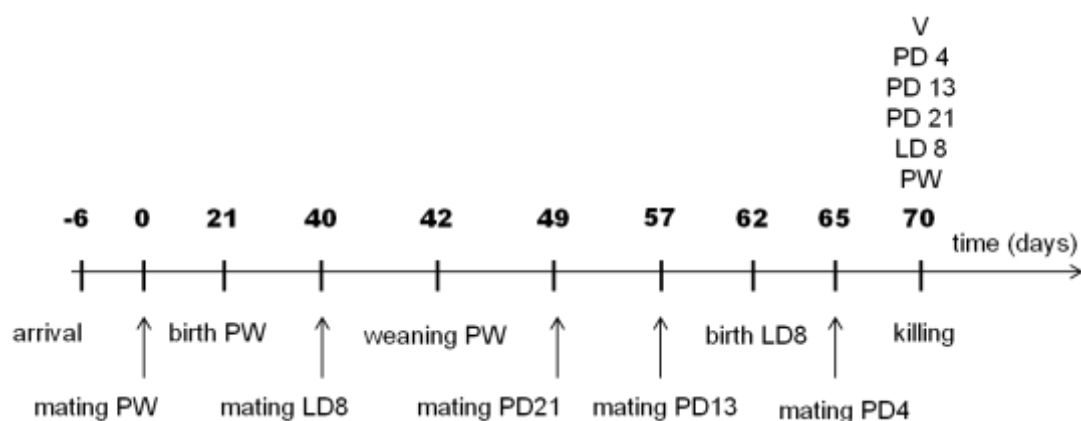 V
PD 4
PD 13
PD 21
LD 8
PW
-6 0 21 40 42 49 57 62 65 70
time (days)
arrival birth PW weaning PW birth LD8 killing
mating PW mating LD8 mating PD21 mating PD13 mating PD4